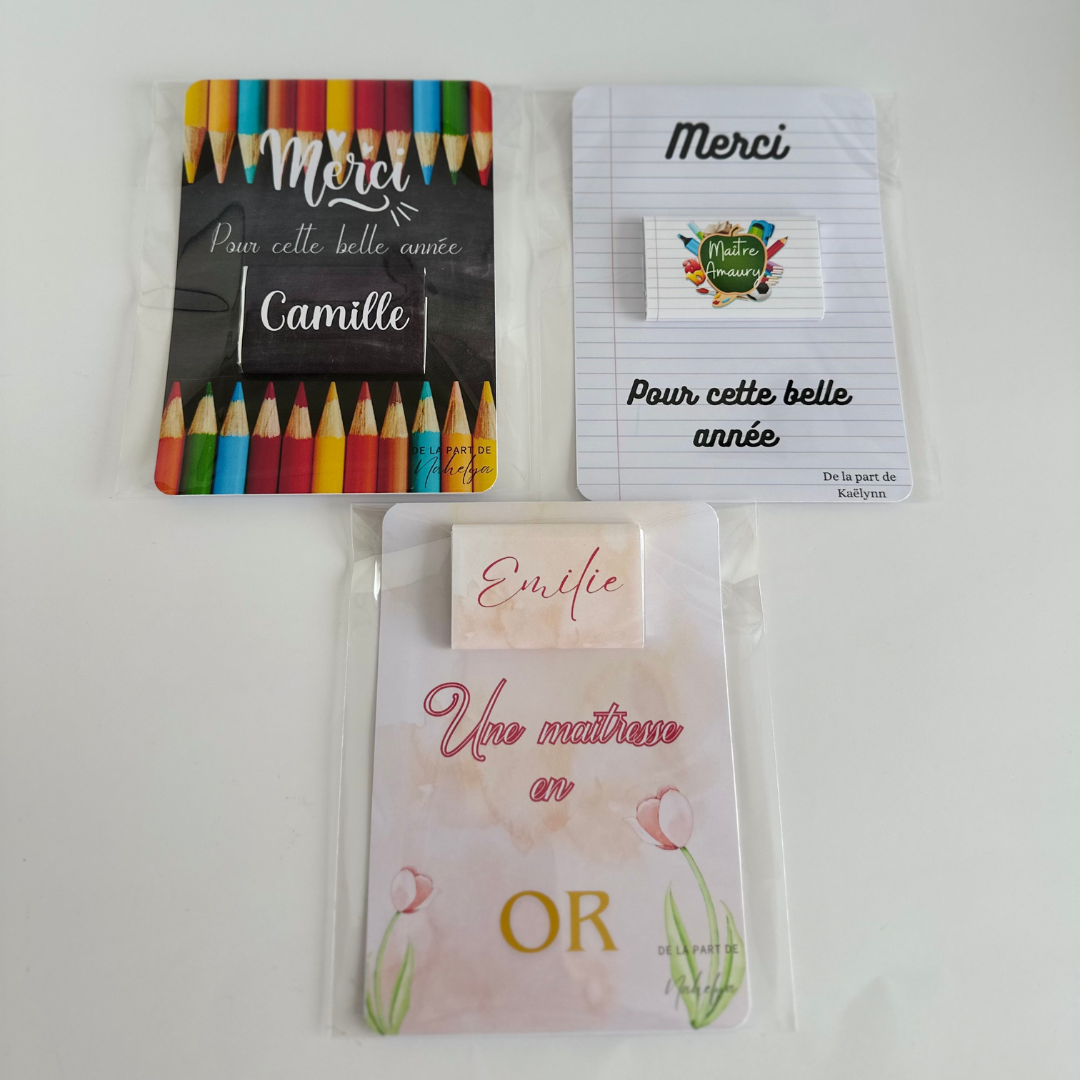 Merci
Pour cette belle année
Camille
DE LA PART DE
Nahelya
Merci
Maître
Amaury
Pour cette belle
année
De la part de
Kaëlynn
Emilie
Une maîtresse
en
OR
DE LA PART DE
Nahelya